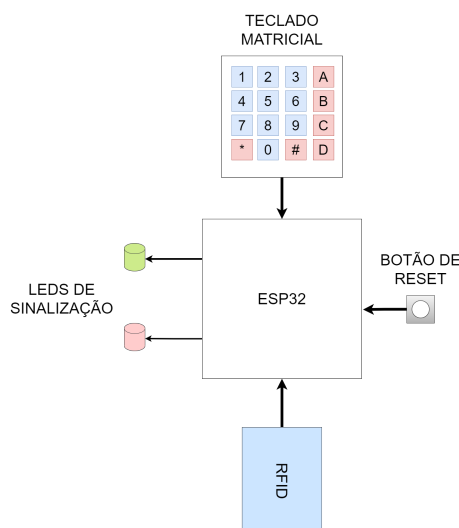 TECLADO
MATRICIAL
1 2 3 A
4 5 6 B
7 8 9 C
* 0 # D
LEDS DE
SINALIZAÇÃO
ESP32
BOTÃO DE
RESET
RFID